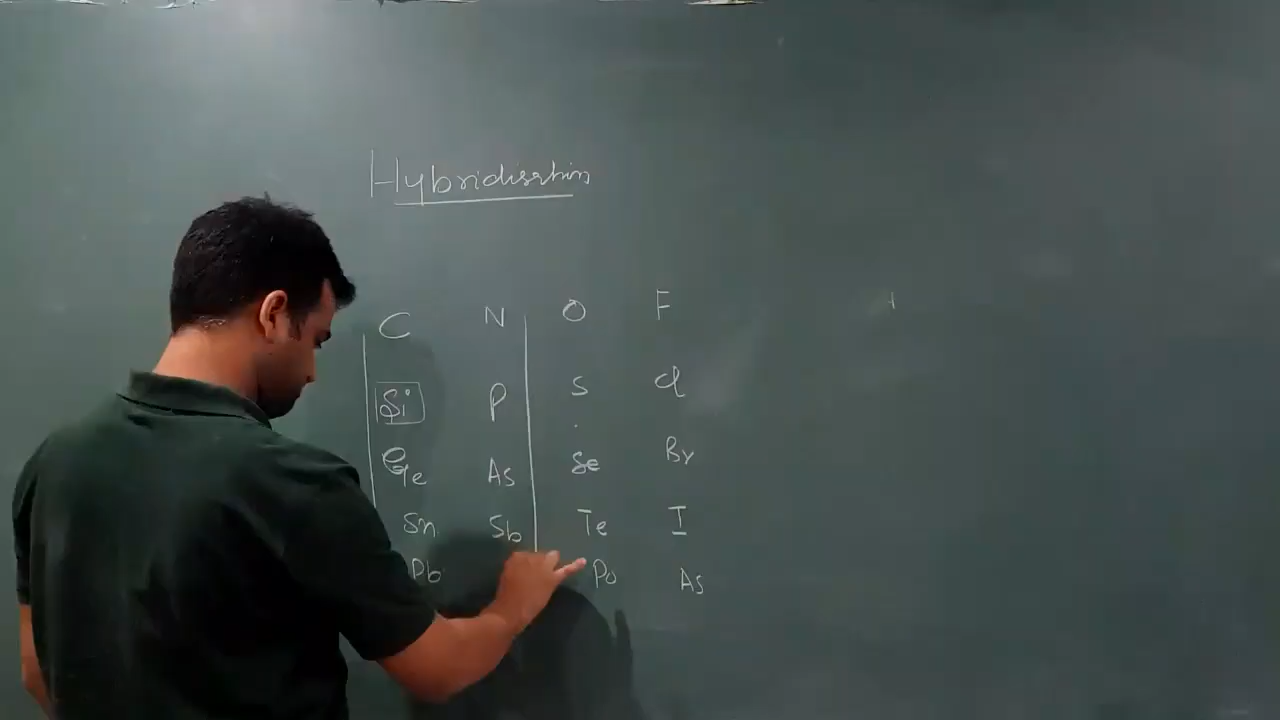 Hybridisation
C N O F
Si P S Cl
Ge As Se Br
Sn Sb Te I
Pb Po As